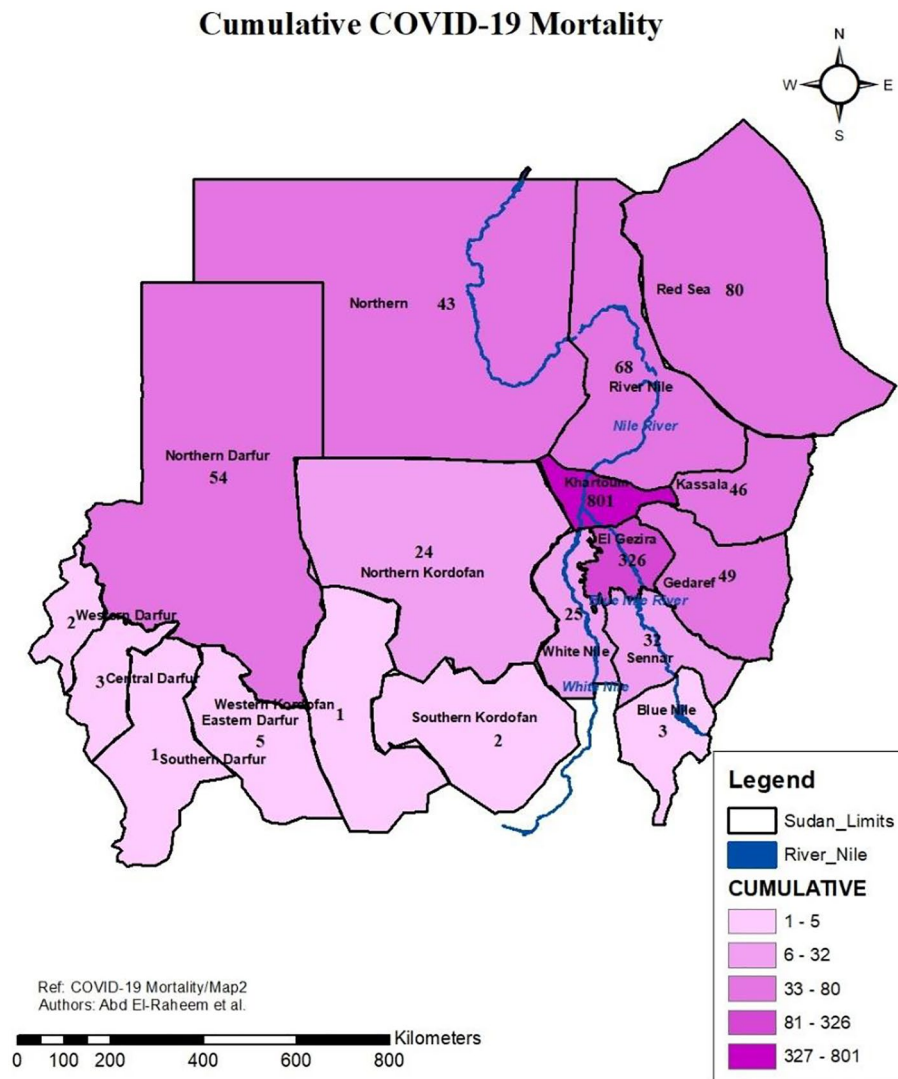 Cumulative COVID-19 Mortality
N
W
E
S
Red Sea 80
Northern 43
68
River Nile
Nile River
Northern Darfur
54
Khartoum
801
Kassala
46
El Gezira
326
24
Northern Kordofan
Gedaref 49
Blue Nile River
25
2
Western Darfur
White Nile
32
Sennar
3 Central Darfur
White Nile
Western Kordofan
Eastern Darfur
1
5
Southern Kordofan
2
Blue Nile
3
1 Southern Darfur
Legend
Sudan_Limits
River_Nile
CUMULATIVE
1 - 5
6 - 32
33 - 80
81 - 326
327 - 801
Ref: COVID-19 Mortality/Map2
Authors: Abd El-Raheem et al.
Kilometers
0 100 200 400 600 800